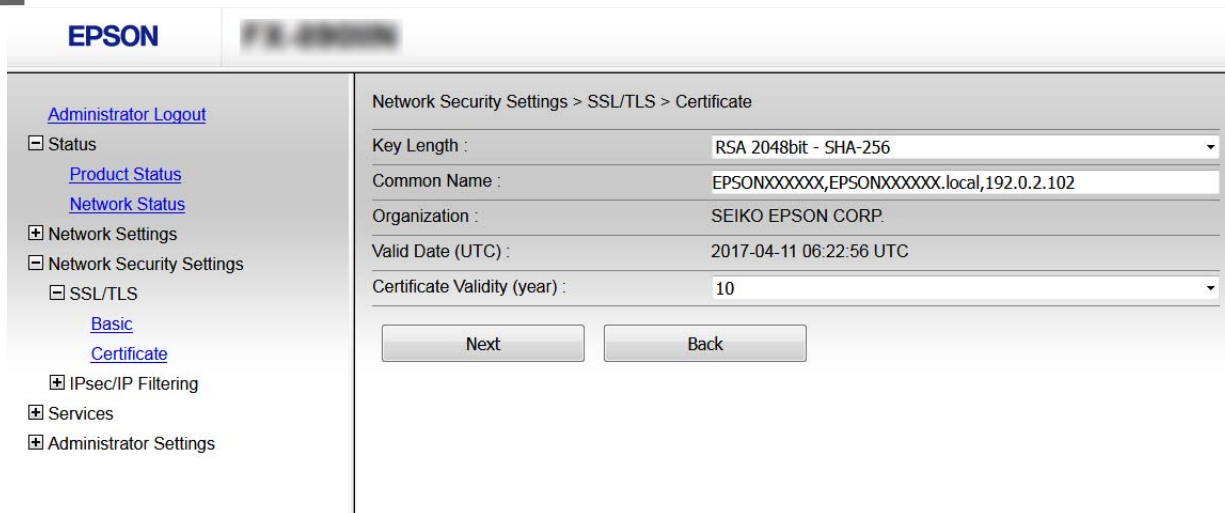 EPSON
Administrator Logout
Status
Product Status
Network Status
Network Settings
Network Security Settings
SSL/TLS
Basic
Certificate
IPsec/IP Filtering
Services
Administrator Settings
Network Security Settings > SSL/TLS > Certificate
Key Length : RSA 2048bit - SHA-256
Common Name : EPSONXXXXXX,EPSONXXXXXX.local,192.0.2.102
Organization : SEIKO EPSON CORP.
Valid Date (UTC) : 2017-04-11 06:22:56 UTC
Certificate Validity (year) : 10
Next Back